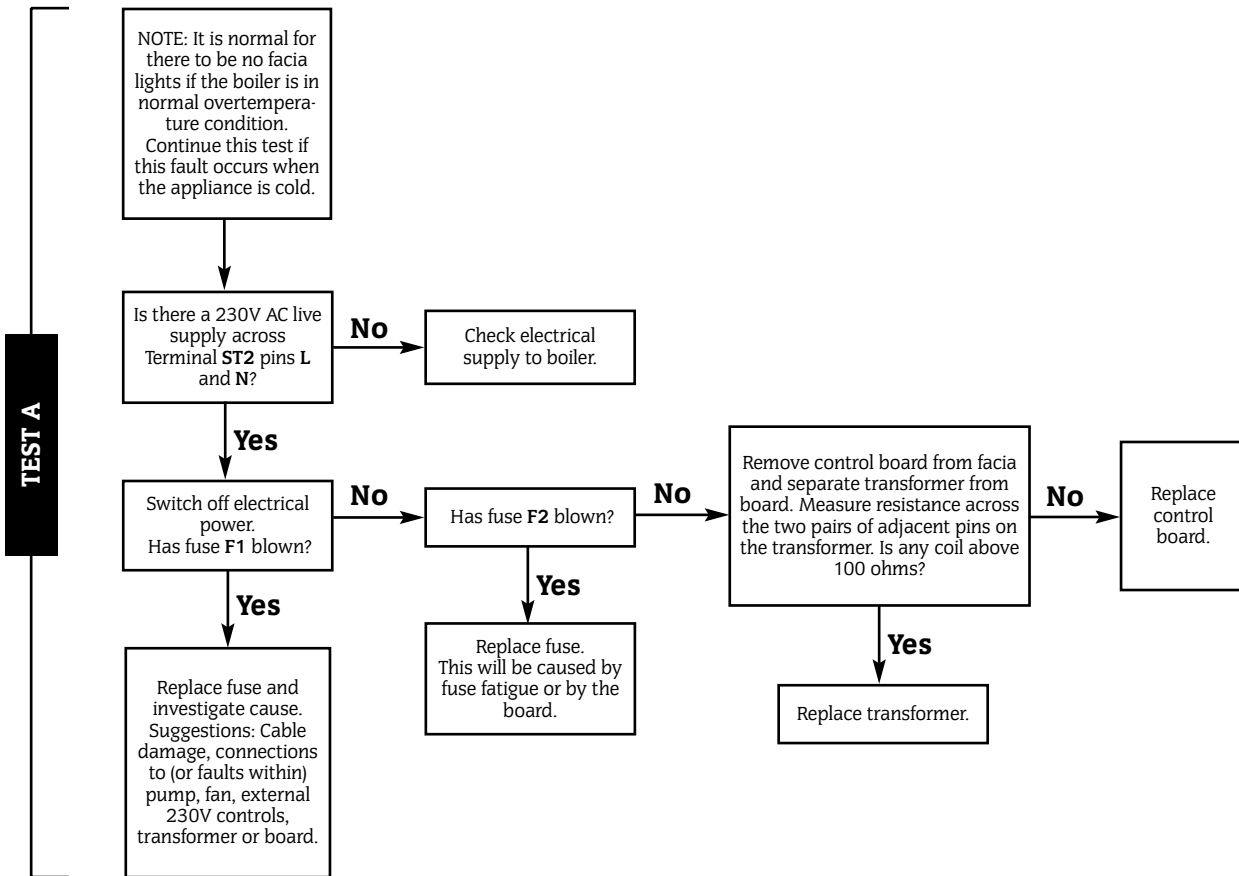 TEST A
NOTE: It is normal for
there to be no facia
lights if the boiler is in
normal overtempera-
ture condition.
Continue this test if
this fault occurs when
the appliance is cold.
Is there a 230V AC live
supply across
Terminal ST2 pins L
and N?
No
Check electrical
supply to boiler.
Yes
Switch off electrical
power.
Has fuse F1 blown?
No
Has fuse F2 blown?
No
Remove control board from facia
and separate transformer from
board. Measure resistance across
the two pairs of adjacent pins on
the transformer. Is any coil above
100 ohms?
No
Replace
control
board.
Yes
Replace fuse and
investigate cause.
Suggestions: Cable
damage, connections
to (or faults within)
pump, fan, external
230V controls,
transformer or board.
Yes
Replace fuse.
This will be caused by
fuse fatigue or by the
board.
Yes
Replace transformer.